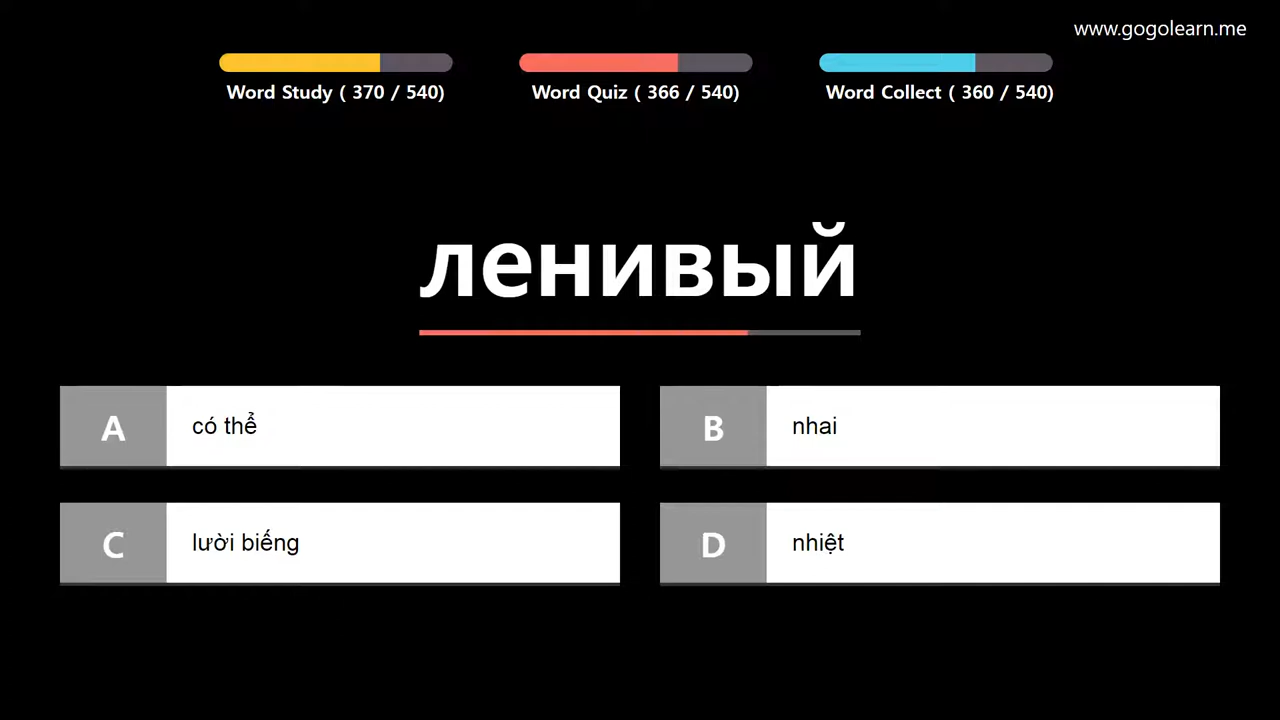 www.gogolearn.me
Word Study ( 370 / 540)
Word Quiz ( 366 / 540)
Word Collect ( 360 / 540)
ленивый
A
có thể
B
nhai
C
lười biếng
D
nhiệt